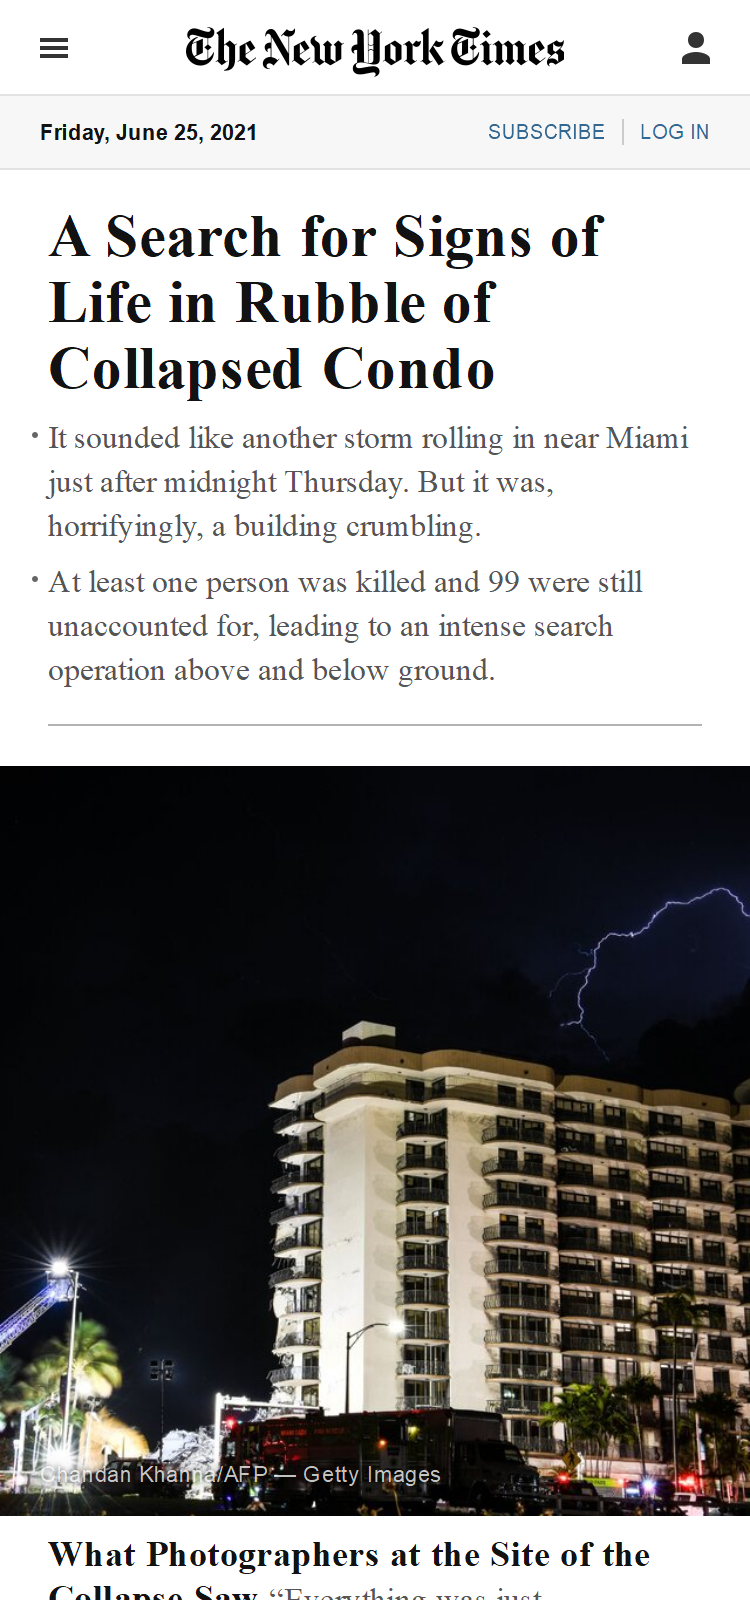 The New York Times
Friday, June 25, 2021
SUBSCRIBE
LOG IN
A Search for Signs of
Life in Rubble of
Collapsed Condo
• It sounded like another storm rolling in near Miami
just after midnight Thursday. But it was,
horrifyingly, a building crumbling.
• At least one person was killed and 99 were still
unaccounted for, leading to an intense search
operation above and below ground.
Chandan Khanna/AFP — Getty Images
What Photographers at the Site of the
Collapse Saw “Everything was just